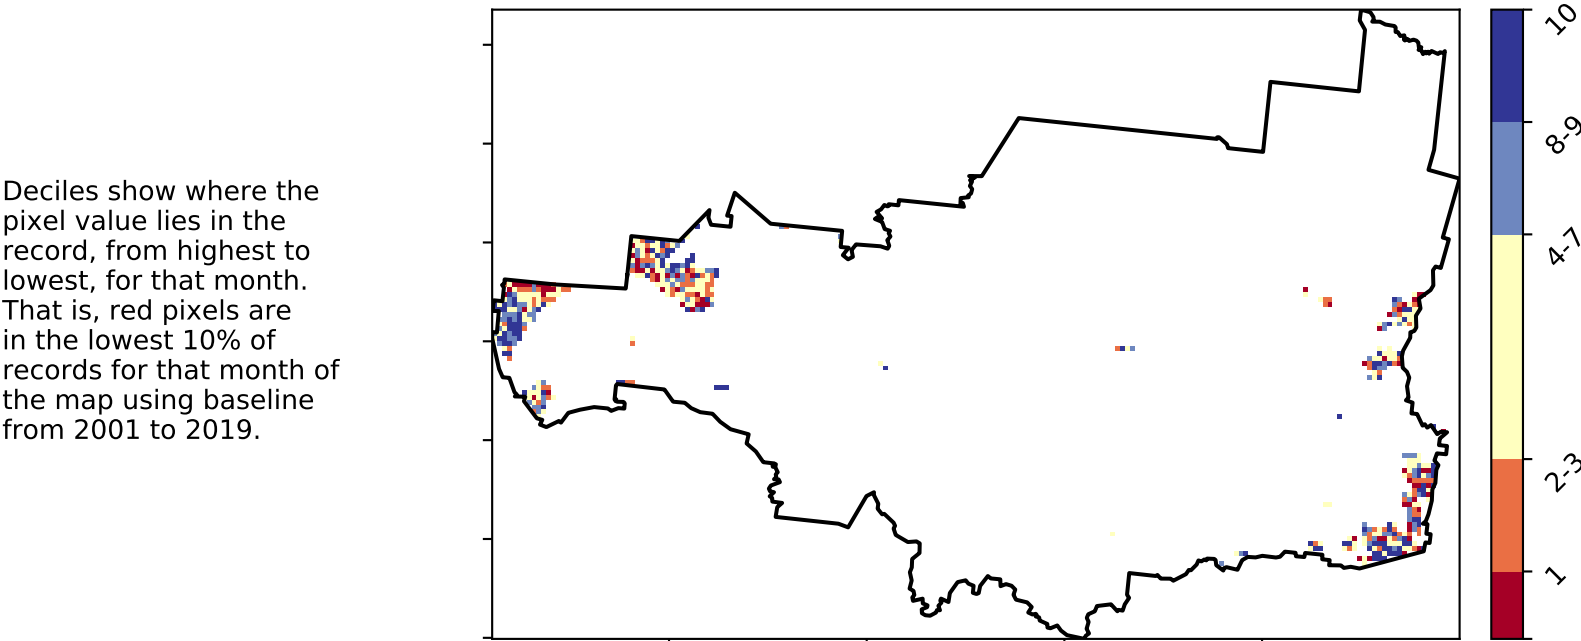 Deciles show where the
pixel value lies in the
record, from highest to
lowest, for that month.
That is, red pixels are
in the lowest 10% of
records for that month of
the map using baseline
from 2001 to 2019.
10
8-9
4-7
2-3
1